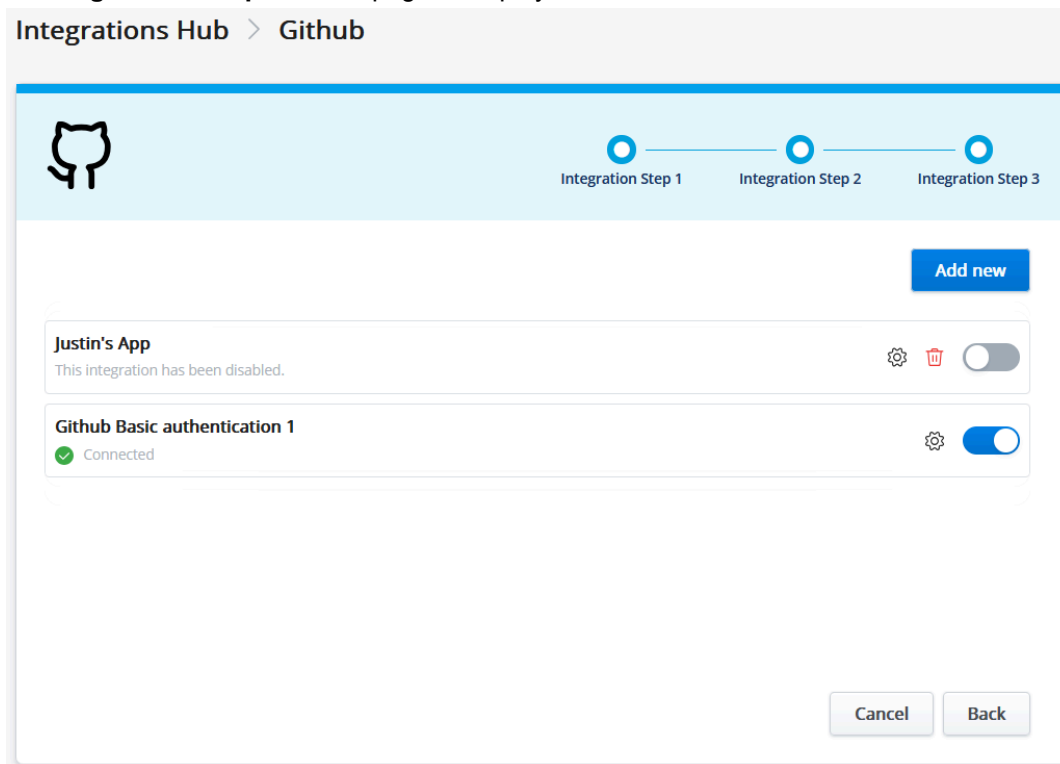 Integrations Hub > Github
Integration Step 1 Integration Step 2 Integration Step 3
Add new
Justin's App
This integration has been disabled.
Github Basic authentication 1
Connected
Cancel Back